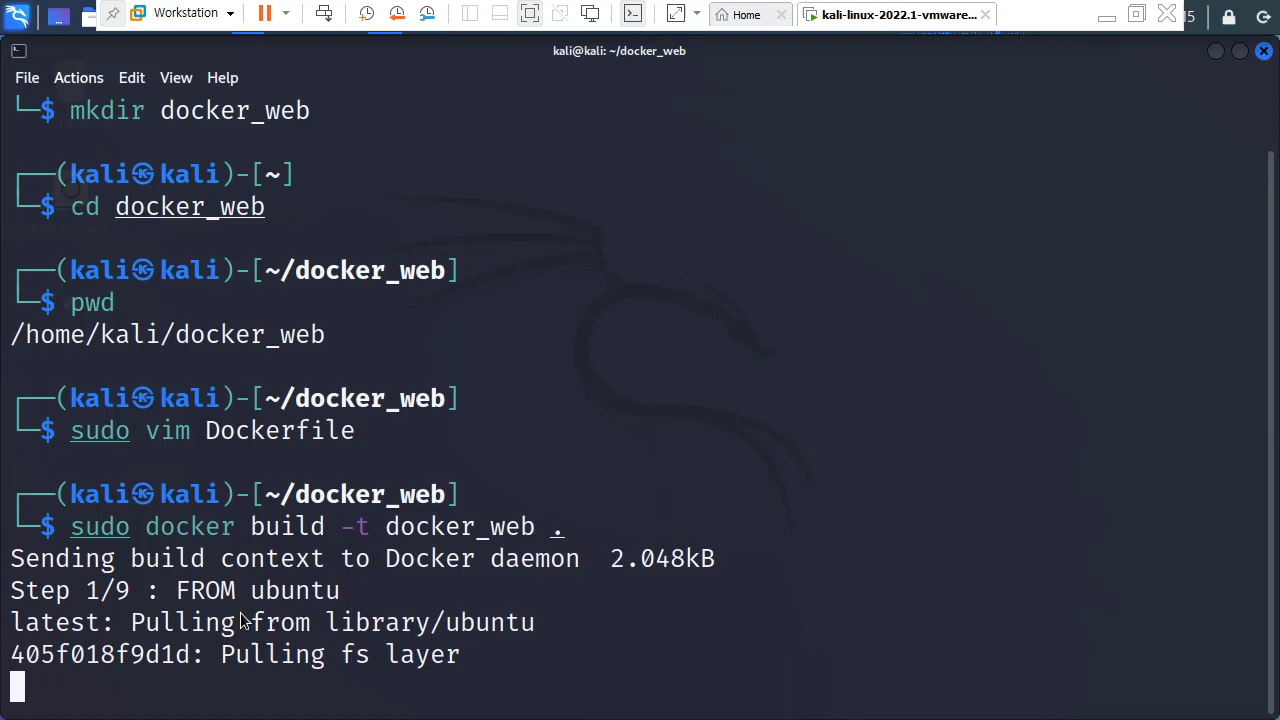 Workstation
Home
kali-linux-2022.1-vmware...
15
kali@kali: ~/docker_web
File Actions Edit View Help
└─$ mkdir docker_web
┌──(kali㉿kali)-[~]
└─$ cd docker_web
┌──(kali㉿kali)-[~/docker_web]
└─$ pwd
/home/kali/docker_web
┌──(kali㉿kali)-[~/docker_web]
└─$ sudo vim Dockerfile
┌──(kali㉿kali)-[~/docker_web]
└─$ sudo docker build -t docker_web .
Sending build context to Docker daemon  2.048kB
Step 1/9 : FROM ubuntu
latest: Pulling from library/ubuntu
405f018f9d1d: Pulling fs layer